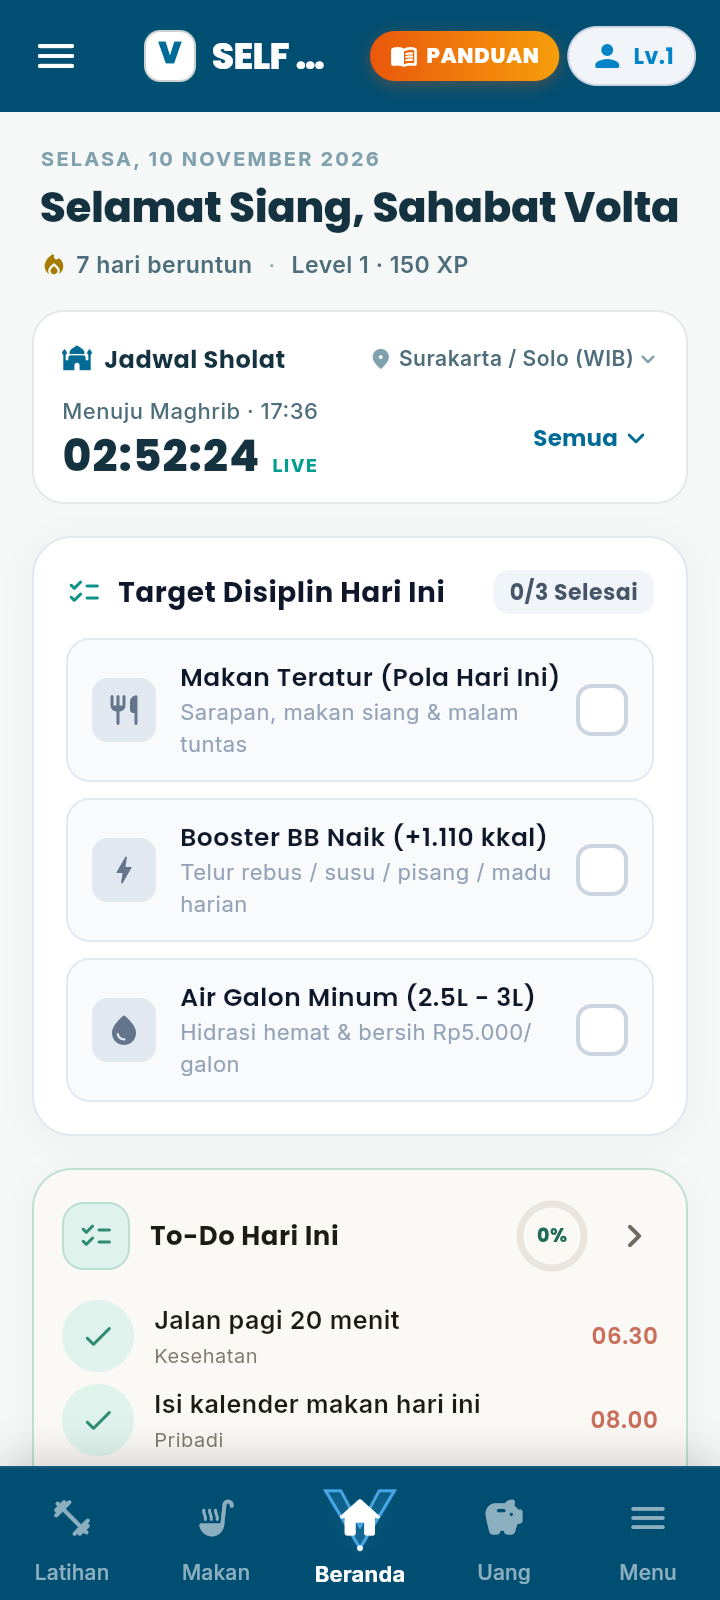 V SELF ... PANDUAN Lv.1
SELASA, 10 NOVEMBER 2026
Selamat Siang, Sahabat Volta
7 hari beruntun · Level 1 · 150 XP
Jadwal Sholat Surakarta / Solo (WIB)
Menuju Maghrib · 17:36
02:52:24 LIVE
Semua
Target Disiplin Hari Ini 0/3 Selesai
Makan Teratur (Pola Hari Ini)
Sarapan, makan siang & malam
tuntas
Booster BB Naik (+1.110 kkal)
Telur rebus / susu / pisang / madu
harian
Air Galon Minum (2.5L - 3L)
Hidrasi hemat & bersih Rp5.000/
galon
To-Do Hari Ini 0%
Jalan pagi 20 menit 06.30
Kesehatan
Isi kalender makan hari ini 08.00
Pribadi
Latihan Makan Beranda Uang Menu